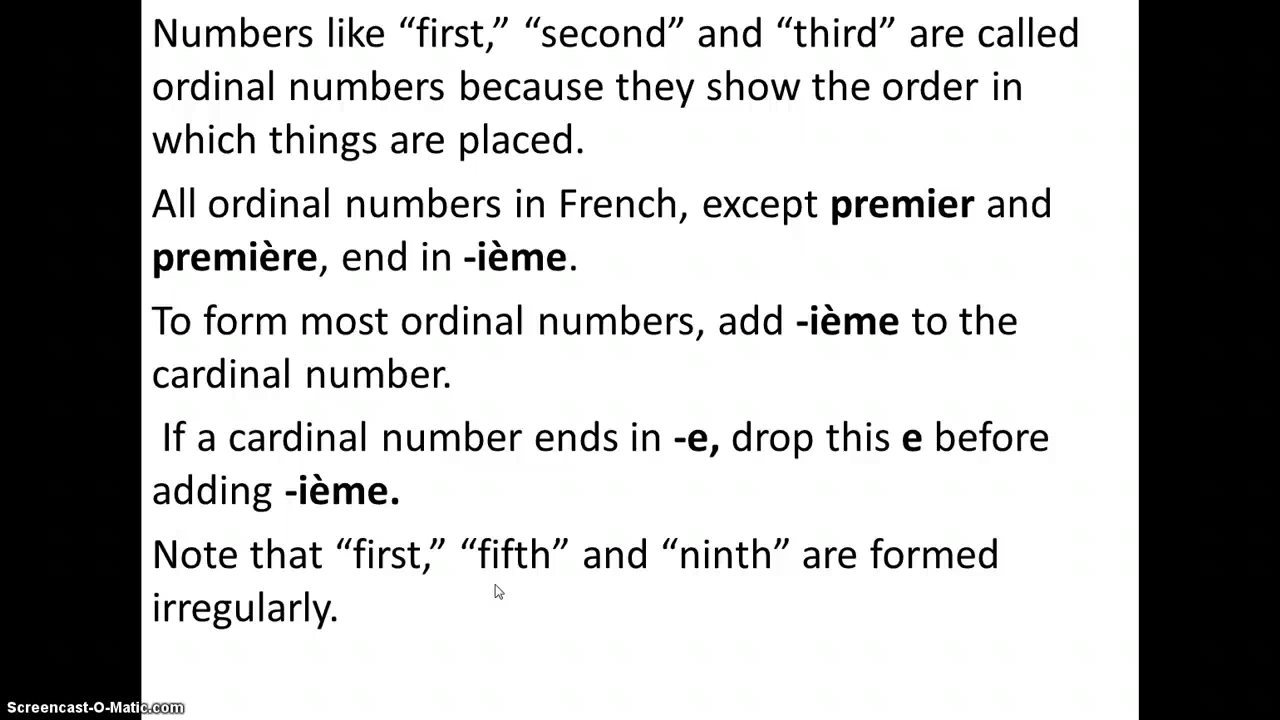 Numbers like “first,” “second” and “third” are called
ordinal numbers because they show the order in
which things are placed.
All ordinal numbers in French, except premier and
première, end in -ième.
To form most ordinal numbers, add -ième to the
cardinal number.
If a cardinal number ends in -e, drop this e before
adding -ième.
Note that “first,” “fifth” and “ninth” are formed
irregularly.
Screencast-O-Matic.com